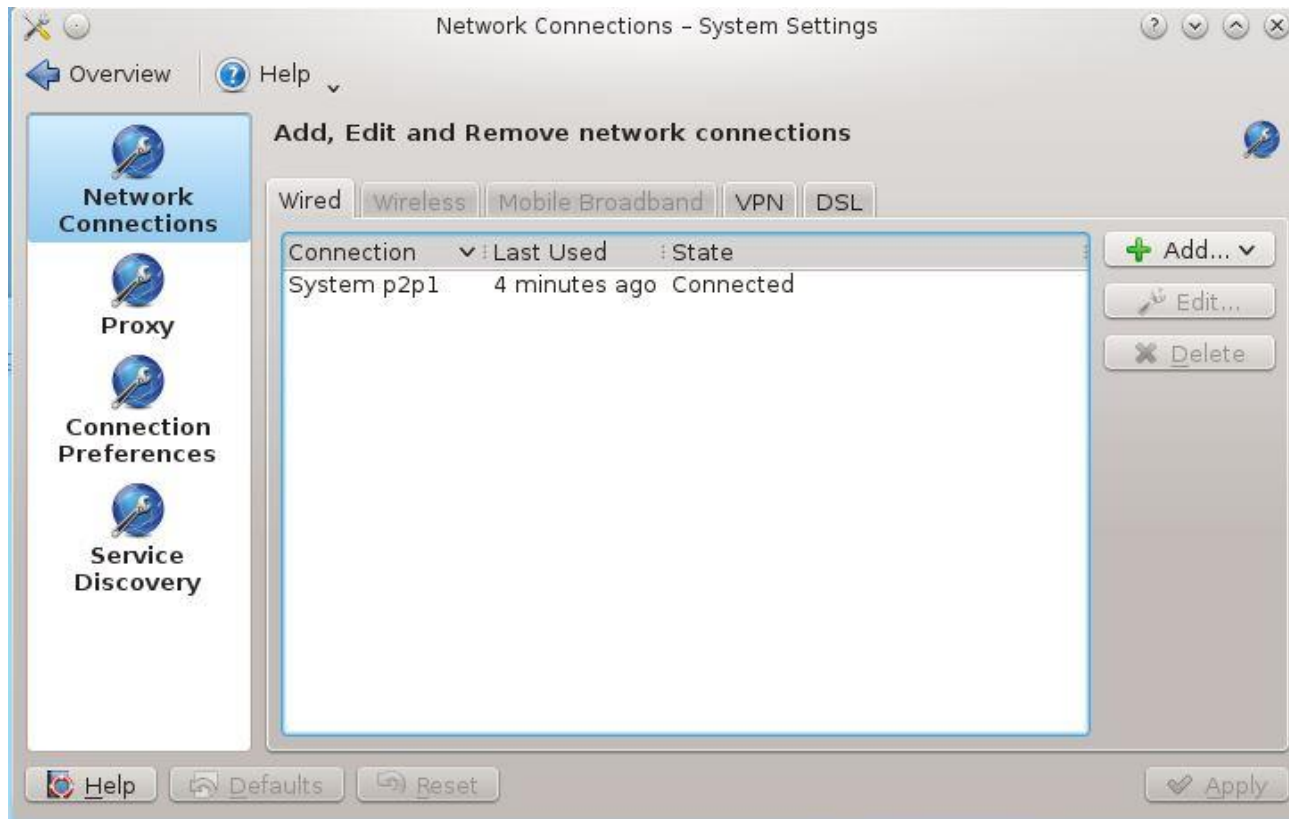 Network Connections – System Settings
Overview Help
Network
Connections
Proxy
Connection
Preferences
Service
Discovery
Add, Edit and Remove network connections
Wired Wireless Mobile Broadband VPN DSL
Connection Last Used State
System p2p1 4 minutes ago Connected
Add...
Edit...
Delete
Help Defaults Reset Apply